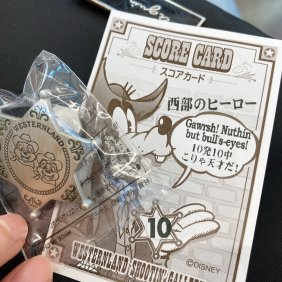 SCORE CARD
スコアカード
西部のヒーロー
Gawrsh! Nuthin'
but bull's-eyes!
10発10中
こりゃ天才だ!
WESTERNLAND
10
©DISNEY
WESTERNLAND SHOOTIN' GALLERY